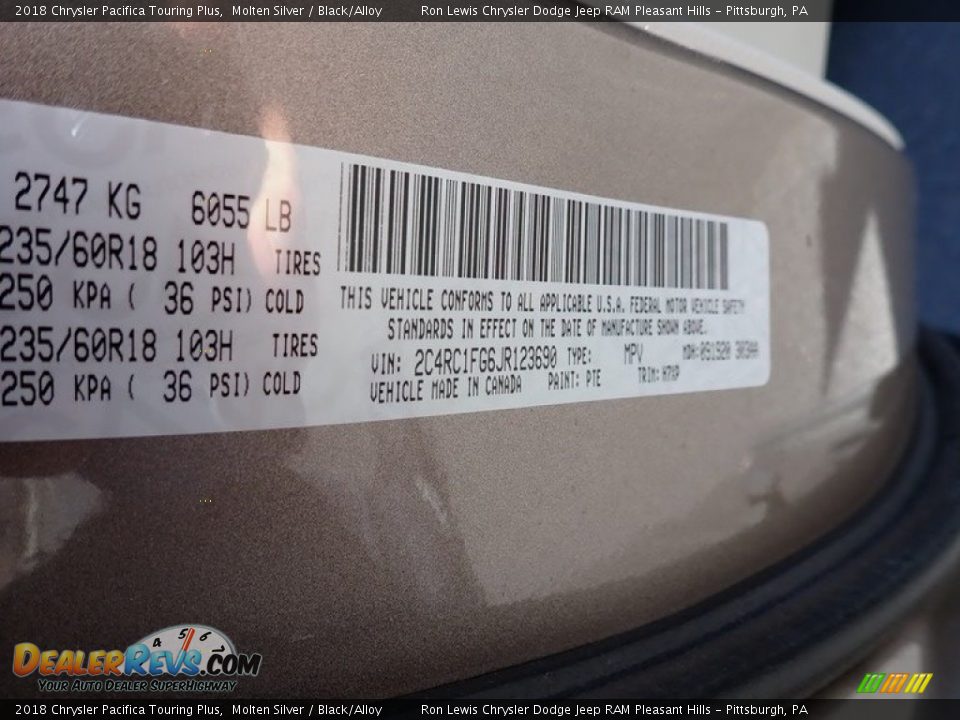 2018 Chrysler Pacifica Touring Plus, Molten Silver / Black/Alloy Ron Lewis Chrysler Dodge Jeep RAM Pleasant Hills - Pittsburgh, PA
2747 KG 6055 LB
235/60R18 103H TIRES
250 KPA ( 36 PSI) COLD
235/60R18 103H TIRES
250 KPA ( 36 PSI) COLD
THIS VEHICLE CONFORMS TO ALL APPLICABLE U.S.A. FEDERAL MOTOR VEHICLE SAFETY
STANDARDS IN EFFECT ON THE DATE OF MANUFACTURE SHOWN ABOVE.
VIN: 2C4RC1FG6JR123690 TYPE: MPV MDH:
VEHICLE MADE IN CANADA PAINT: PTE TRIM:
4 5 6
DealerRevs.com
Your Auto Dealer SuperHighway
2018 Chrysler Pacifica Touring Plus, Molten Silver / Black/Alloy Ron Lewis Chrysler Dodge Jeep RAM Pleasant Hills - Pittsburgh, PA